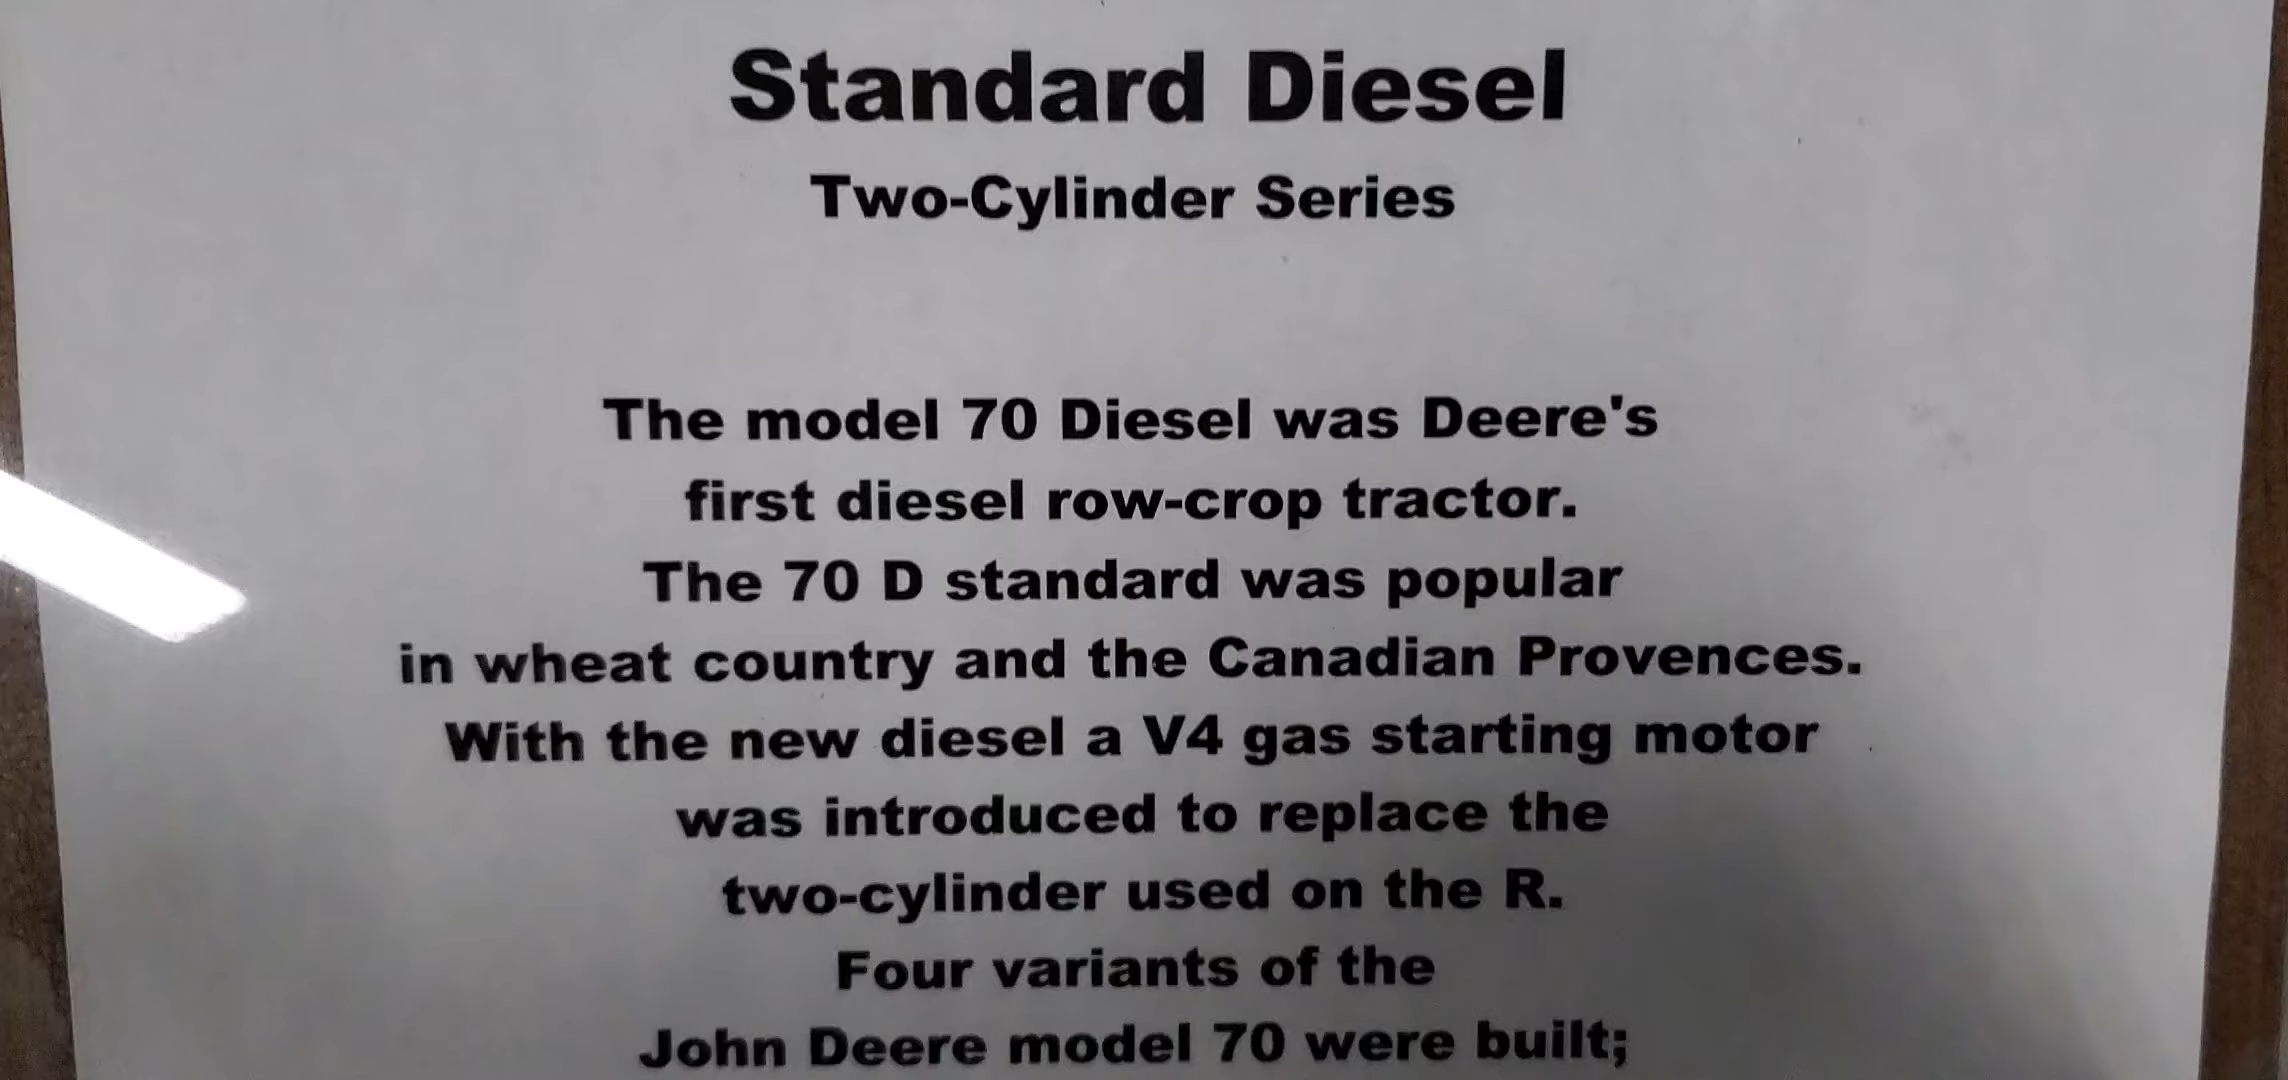 Standard Diesel
Two-Cylinder Series
The model 70 Diesel was Deere's
first diesel row-crop tractor.
The 70 D standard was popular
in wheat country and the Canadian Provences.
With the new diesel a V4 gas starting motor
was introduced to replace the
two-cylinder used on the R.
Four variants of the
John Deere model 70 were built;